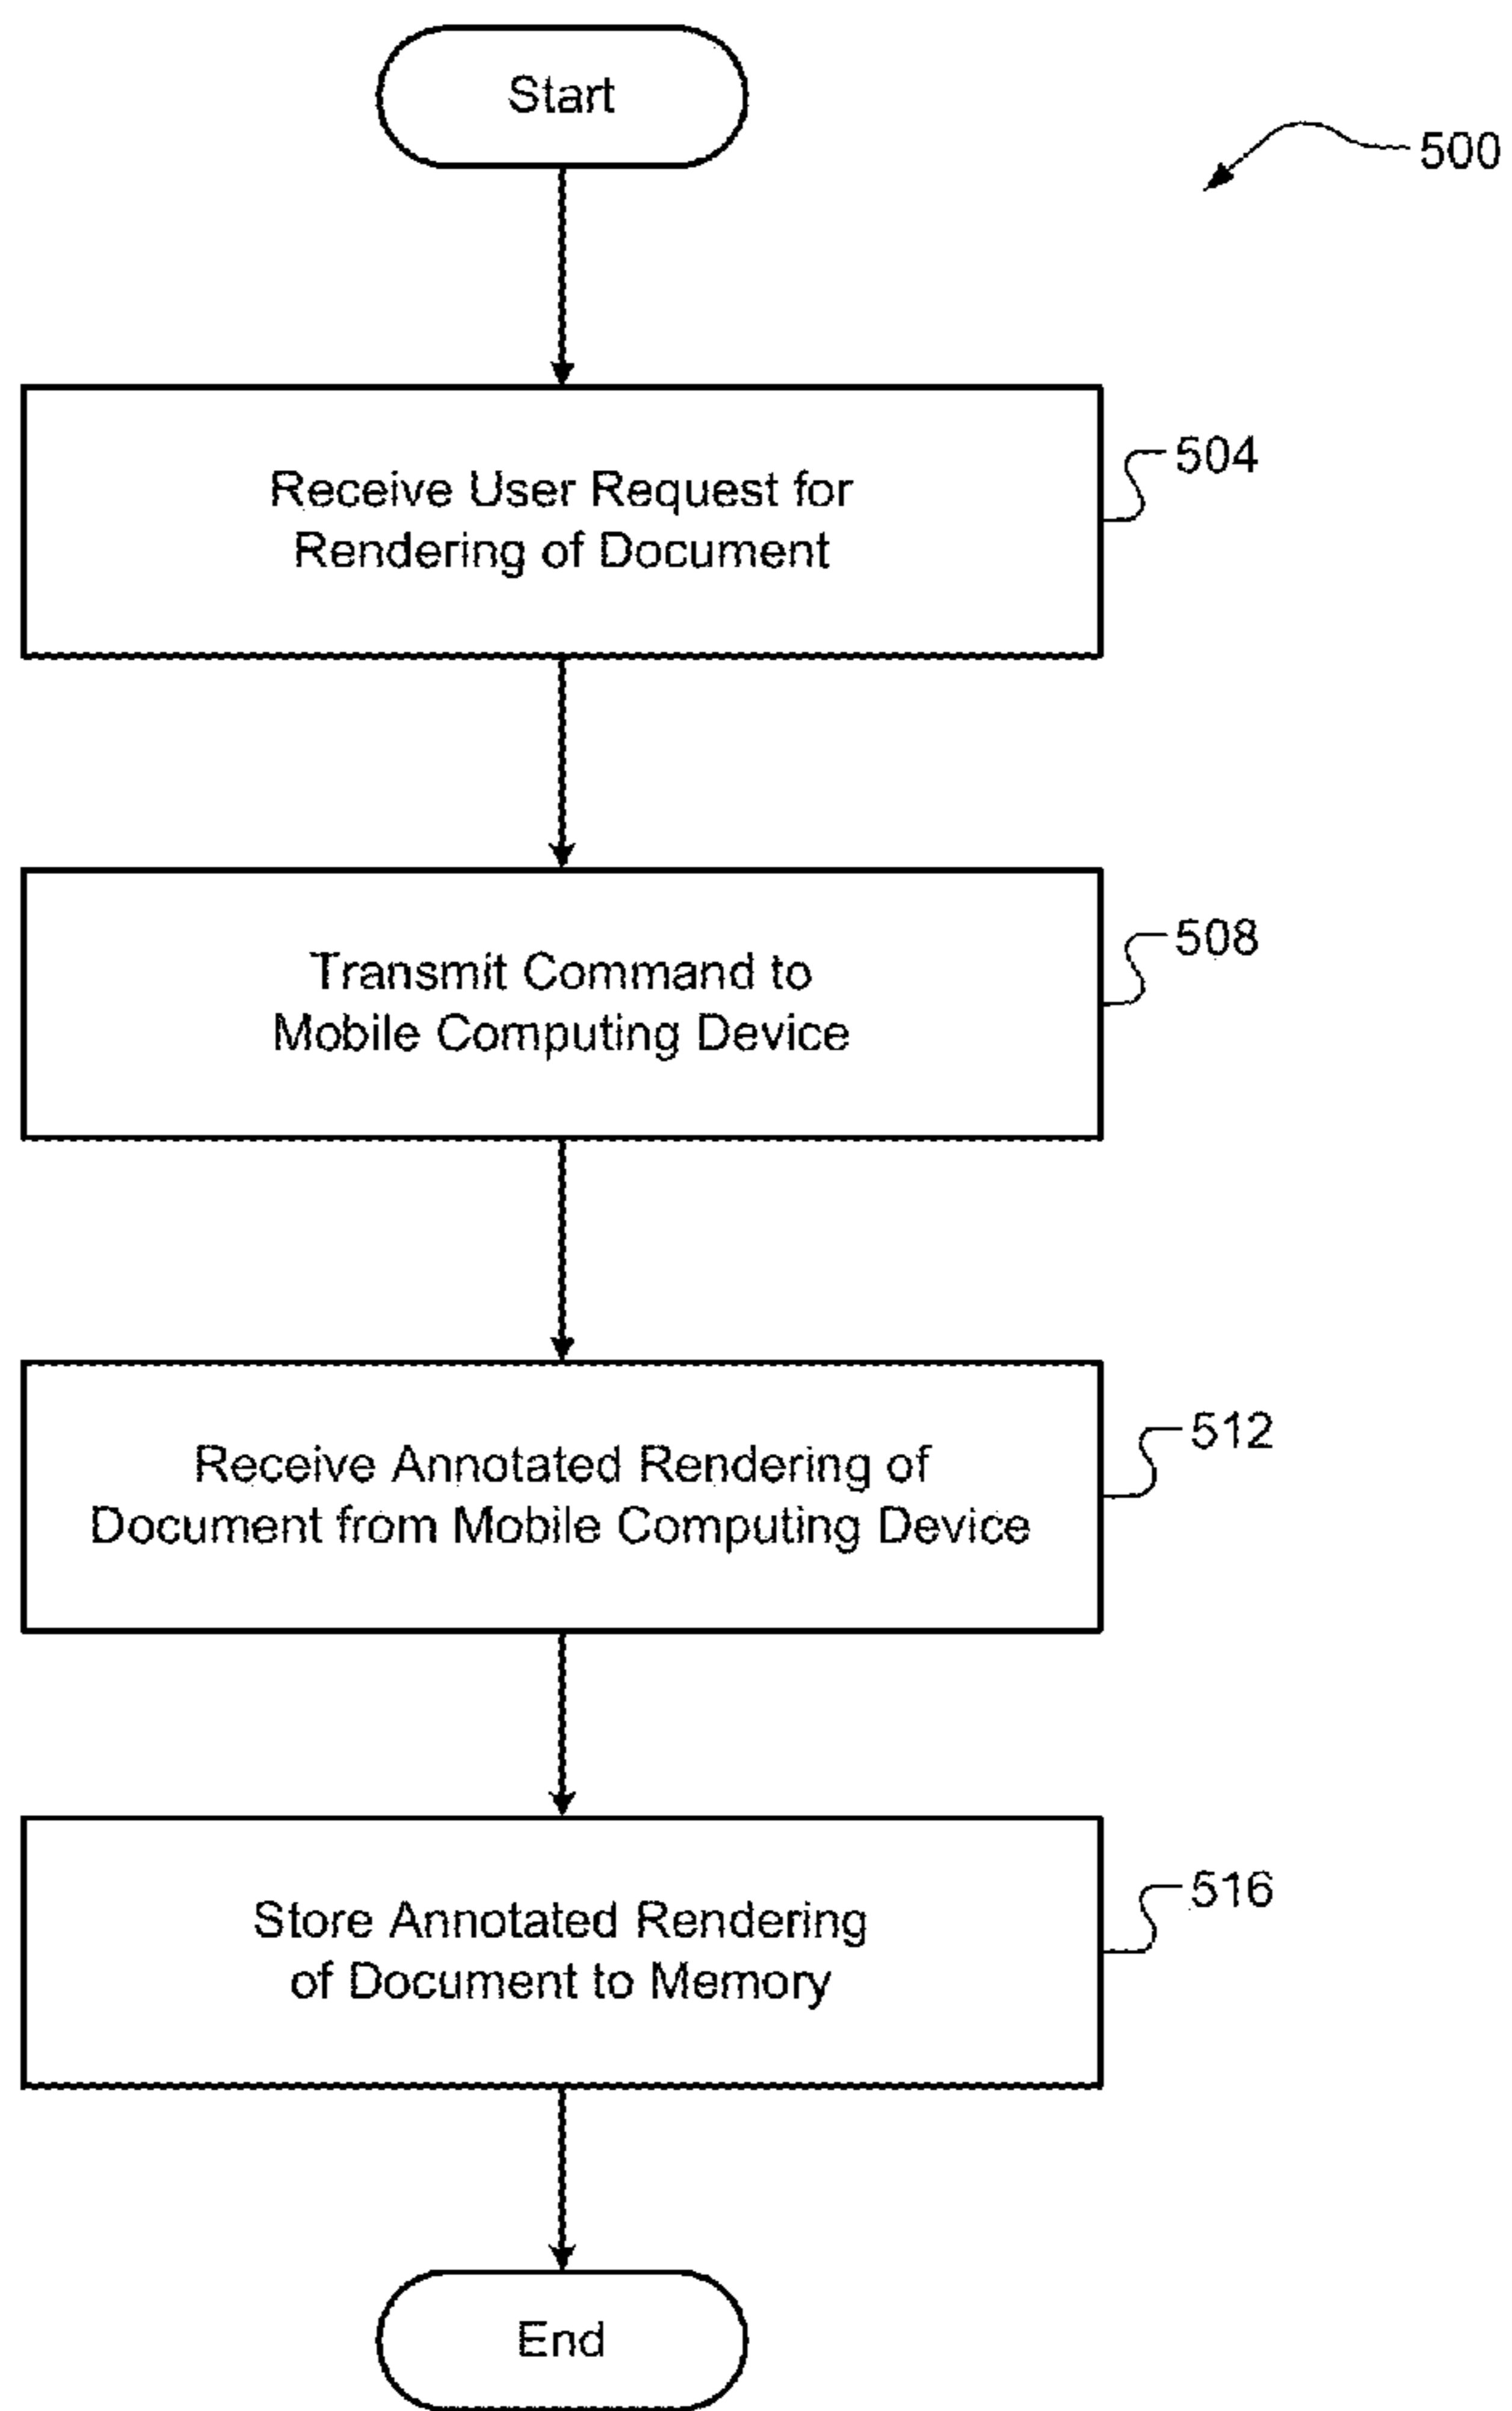 Start
500
Receive User Request for
Rendering of Document
504
Transmit Command to
Mobile Computing Device
508
Receive Annotated Rendering of
Document from Mobile Computing Device
512
Store Annotated Rendering
of Document to Memory
516
End